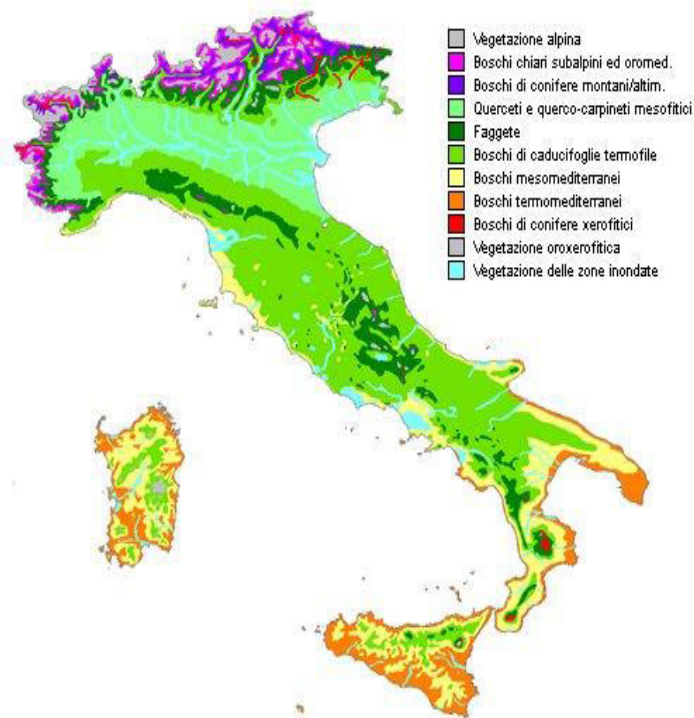 Vegetazione alpina
Boschi chiari subalpini ed oromed.
Boschi di conifere montani/altim.
Querceti e querco-carpineti mesofitici
Faggete
Boschi di caducifoglie termofile
Boschi mesomediterranei
Boschi termomediterranei
Boschi di conifere xerofitici
Vegetazione oroxerofitica
Vegetazione delle zone inondate